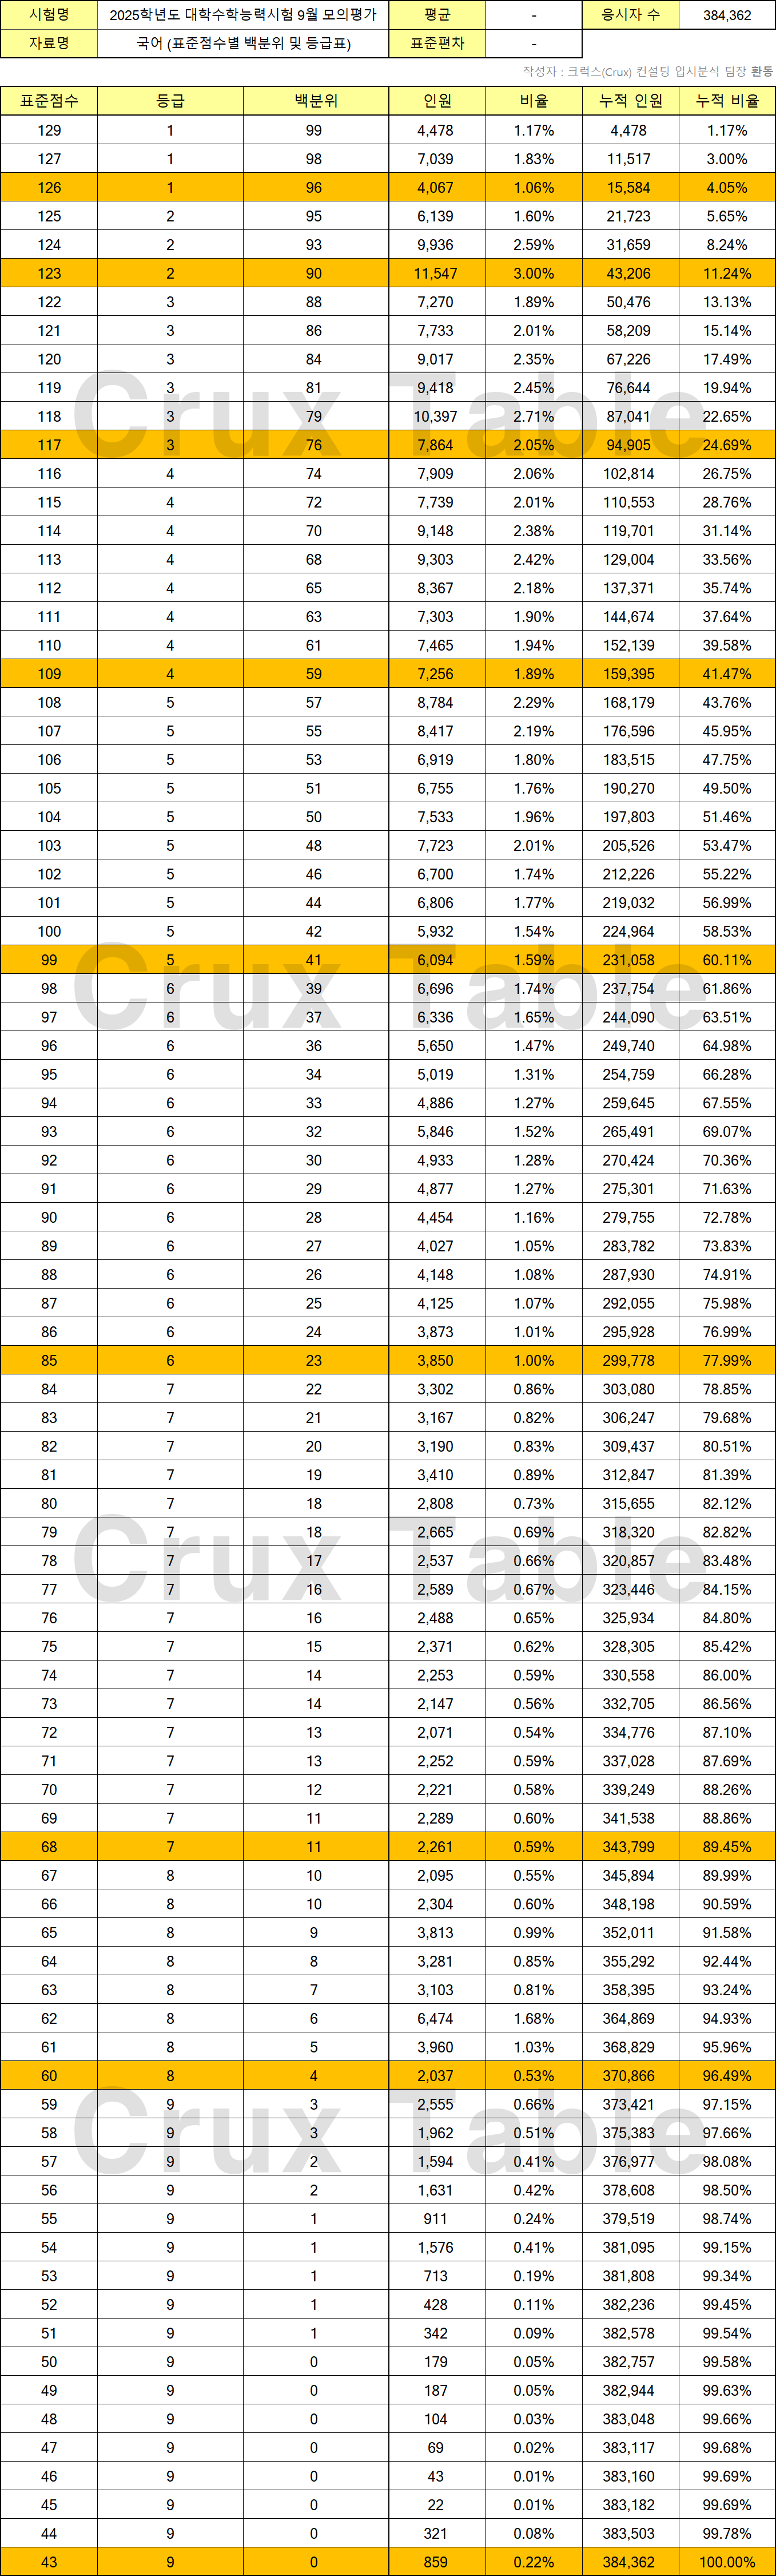 시험명 2025학년도 대학수학능력시험 9월 모의평가 평균 - 응시자 수 384,362
자료명 국어 (표준점수별 백분위 및 등급표) 표준편차 -
작성자 : 크럭스(Crux) 컨설팅 입시분석 팀장 환동
표준점수 등급 백분위 인원 비율 누적 인원 누적 비율
129 1 99 4,478 1.17% 4,478 1.17%
127 1 98 7,039 1.83% 11,517 3.00%
126 1 96 4,067 1.06% 15,584 4.05%
125 2 95 6,139 1.60% 21,723 5.65%
124 2 93 9,936 2.59% 31,659 8.24%
123 2 90 11,547 3.00% 43,206 11.24%
122 3 88 7,270 1.89% 50,476 13.13%
121 3 86 7,733 2.01% 58,209 15.14%
120 3 84 9,017 2.35% 67,226 17.49%
119 3 81 9,418 2.45% 76,644 19.94%
118 3 79 10,397 2.71% 87,041 22.65%
Crux Table
117 3 76 7,864 2.05% 94,905 24.69%
116 4 74 7,909 2.06% 102,814 26.75%
115 4 72 7,739 2.01% 110,553 28.76%
114 4 70 9,148 2.38% 119,701 31.14%
113 4 68 9,303 2.42% 129,004 33.56%
112 4 65 8,367 2.18% 137,371 35.74%
111 4 63 7,303 1.90% 144,674 37.64%
110 4 61 7,465 1.94% 152,139 39.58%
109 4 59 7,256 1.89% 159,395 41.47%
108 5 57 8,784 2.29% 168,179 43.76%
107 5 55 8,417 2.19% 176,596 45.95%
106 5 53 6,919 1.80% 183,515 47.75%
105 5 51 6,755 1.76% 190,270 49.50%
104 5 50 7,533 1.96% 197,803 51.46%
103 5 48 7,723 2.01% 205,526 53.47%
102 5 46 6,700 1.74% 212,226 55.22%
101 5 44 6,806 1.77% 219,032 56.99%
100 5 42 5,932 1.54% 224,964 58.53%
99 5 41 6,094 1.59% 231,058 60.11%
Crux Table
98 6 39 6,696 1.74% 237,754 61.86%
97 6 37 6,336 1.65% 244,090 63.51%
96 6 36 5,650 1.47% 249,740 64.98%
95 6 34 5,019 1.31% 254,759 66.28%
94 6 33 4,886 1.27% 259,645 67.55%
93 6 32 5,846 1.52% 265,491 69.07%
92 6 30 4,933 1.28% 270,424 70.36%
91 6 29 4,877 1.27% 275,301 71.63%
90 6 28 4,454 1.16% 279,755 72.78%
89 6 27 4,027 1.05% 283,782 73.83%
88 6 26 4,148 1.08% 287,930 74.91%
87 6 25 4,125 1.07% 292,055 75.98%
86 6 24 3,873 1.01% 295,928 76.99%
85 6 23 3,850 1.00% 299,778 77.99%
84 7 22 3,302 0.86% 303,080 78.85%
83 7 21 3,167 0.82% 306,247 79.68%
82 7 20 3,190 0.83% 309,437 80.51%
81 7 19 3,410 0.89% 312,847 81.39%
80 7 18 2,808 0.73% 315,655 82.12%
79 7 18 2,665 0.69% 318,320 82.82%
78 7 17 2,537 0.66% 320,857 83.48%
Crux Table
77 7 16 2,589 0.67% 323,446 84.15%
76 7 16 2,488 0.65% 325,934 84.80%
75 7 15 2,371 0.62% 328,305 85.42%
74 7 14 2,253 0.59% 330,558 86.00%
73 7 14 2,147 0.56% 332,705 86.56%
72 7 13 2,071 0.54% 334,776 87.10%
71 7 13 2,252 0.59% 337,028 87.69%
70 7 12 2,221 0.58% 339,249 88.26%
69 7 11 2,289 0.60% 341,538 88.86%
68 7 11 2,261 0.59% 343,799 89.45%
67 8 10 2,095 0.55% 345,894 89.99%
66 8 10 2,304 0.60% 348,198 90.59%
65 8 9 3,813 0.99% 352,011 91.58%
64 8 8 3,281 0.85% 355,292 92.44%
63 8 7 3,103 0.81% 358,395 93.24%
62 8 6 6,474 1.68% 364,869 94.93%
61 8 5 3,960 1.03% 368,829 95.96%
60 8 4 2,037 0.53% 370,866 96.49%
59 9 3 2,555 0.66% 373,421 97.15%
58 9 3 1,962 0.51% 375,383 97.66%
Crux Table
57 9 2 1,594 0.41% 376,977 98.08%
56 9 2 1,631 0.42% 378,608 98.50%
55 9 1 911 0.24% 379,519 98.74%
54 9 1 1,576 0.41% 381,095 99.15%
53 9 1 713 0.19% 381,808 99.34%
52 9 1 428 0.11% 382,236 99.45%
51 9 1 342 0.09% 382,578 99.54%
50 9 0 179 0.05% 382,757 99.58%
49 9 0 187 0.05% 382,944 99.63%
48 9 0 104 0.03% 383,048 99.66%
47 9 0 69 0.02% 383,117 99.68%
46 9 0 43 0.01% 383,160 99.69%
45 9 0 22 0.01% 383,182 99.69%
44 9 0 321 0.08% 383,503 99.78%
43 9 0 859 0.22% 384,362 100.00%